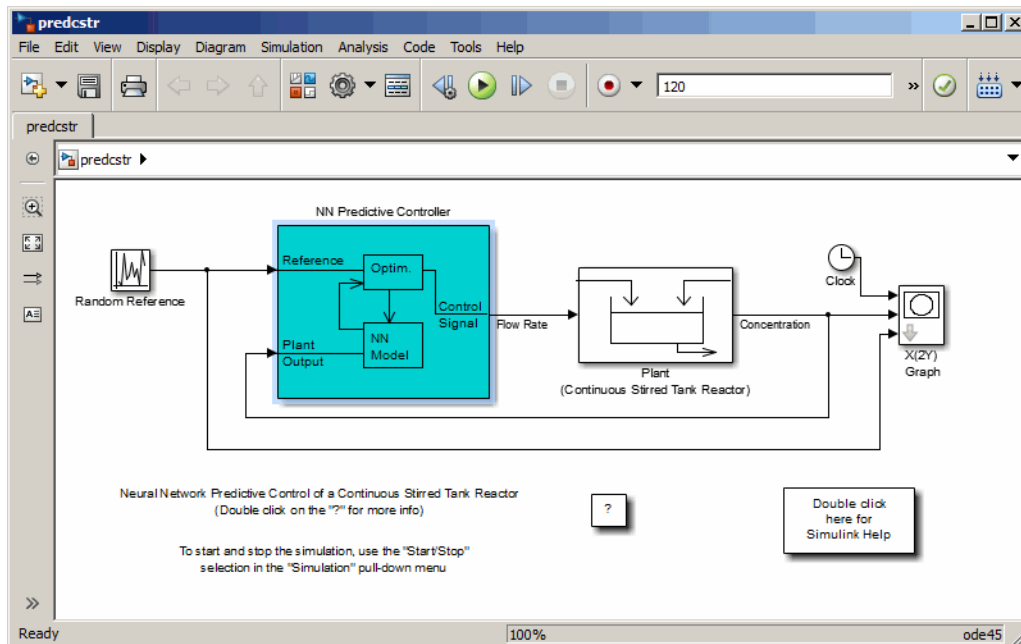 predcstr
File Edit View Display Diagram Simulation Analysis Code Tools Help
120
»
predcstr
predcstr
NN Predictive Controller
Reference
Optim.
Control
Signal
Plant
Output
NN
Model
Random Reference
Flow Rate
Plant
(Continuous Stirred Tank Reactor)
Concentration
Clock
X(2Y)
Graph
Neural Network Predictive Control of a Continuous Stirred Tank Reactor
(Double click on the "?" for more info)
?
Double click
here for
Simulink Help
To start and stop the simulation, use the "Start/Stop"
selection in the "Simulation" pull-down menu
»
Ready
100%
ode45